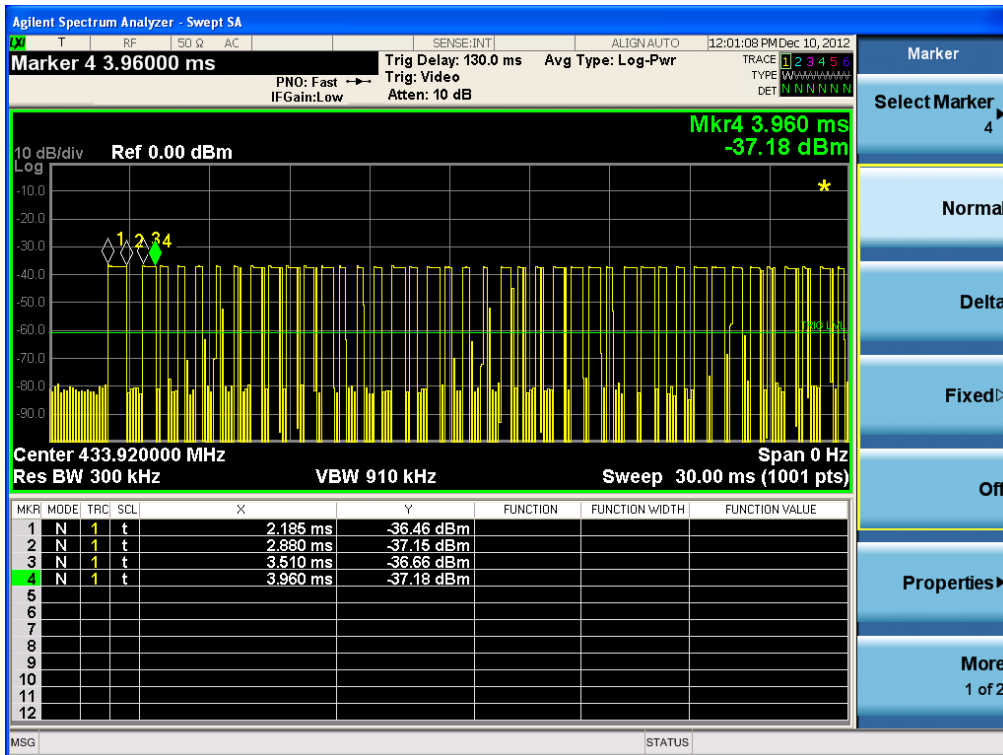 Agilent Spectrum Analyzer - Swept SA
LXI T RF 50 Ω AC SENSE:INT ALIGN AUTO 12:01:08 PM Dec 10, 2012
Marker 4 3.96000 ms
PNO: Fast
IFGain:Low
Trig Delay: 130.0 ms
Trig: Video
Atten: 10 dB
Avg Type: Log-Pwr
TRACE 1 2 3 4 5 6
TYPE
DET N N N N N N
Mkr4 3.960 ms
-37.18 dBm
10 dB/div Ref 0.00 dBm
Log
-10.0
-20.0
-30.0
-40.0
-50.0
-60.0
-70.0
-80.0
-90.0
1 2 3 4
*
TRIG LVL
Center 433.920000 MHz Span 0 Hz
Res BW 300 kHz VBW 910 kHz Sweep 30.00 ms (1001 pts)
MKR MODE TRC SCL X Y FUNCTION FUNCTION WIDTH FUNCTION VALUE
1 N 1 t 2.185 ms -36.46 dBm
2 N 1 t 2.880 ms -37.15 dBm
3 N 1 t 3.510 ms -36.66 dBm
4 N 1 t 3.960 ms -37.18 dBm
5
6
7
8
9
10
11
12
MSG STATUS
Marker
Select Marker
4
Normal
Delta
Fixed
Off
Properties
More
1 of 2